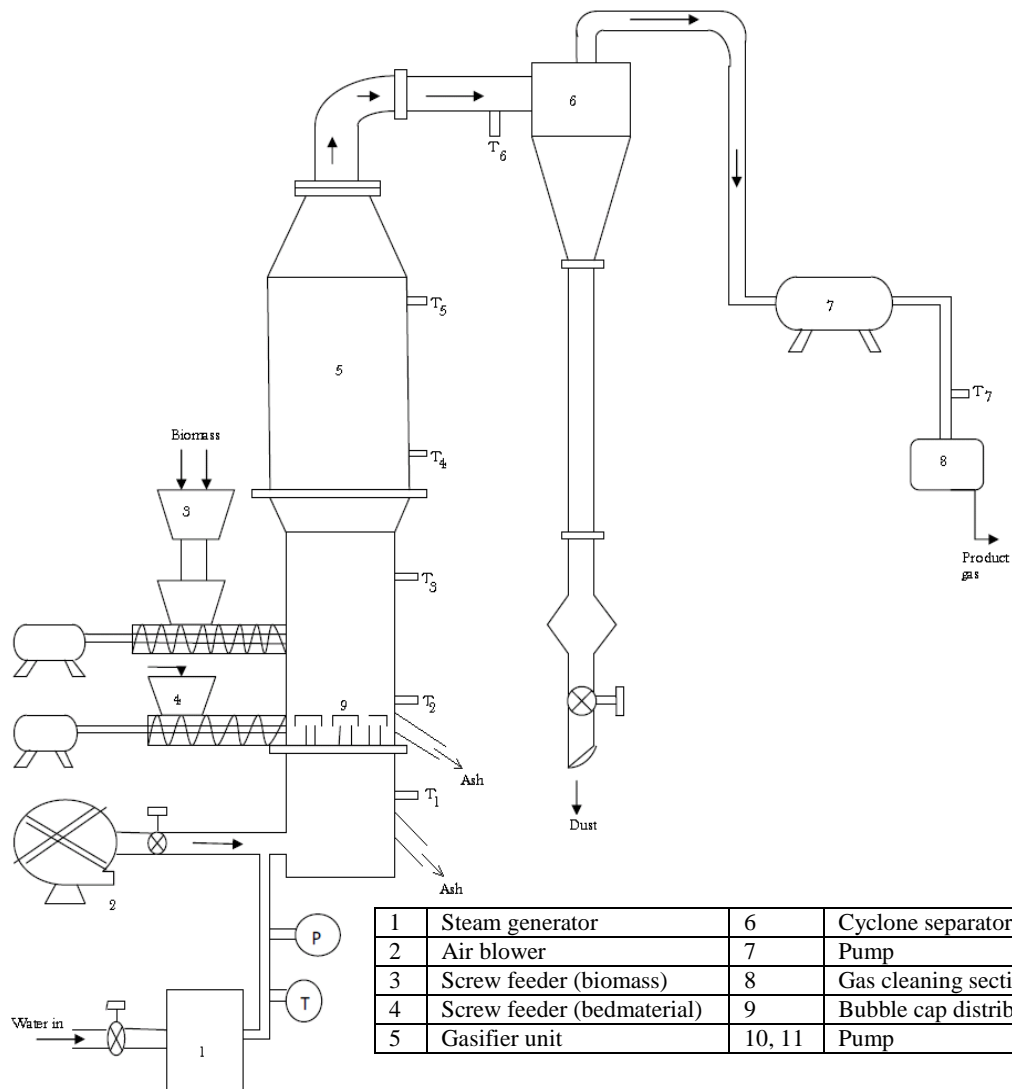 6
T6
T5
7
5
T7
Biomass
T4
8
3
Product
gas
T3
4
9
T2
Ash
T1
Dust
Ash
2
P
T
Water in
1
1 Steam generator 6 Cyclone separator
2 Air blower 7 Pump
3 Screw feeder (biomass) 8 Gas cleaning secti
4 Screw feeder (bedmaterial) 9 Bubble cap distrib
5 Gasifier unit 10, 11 Pump